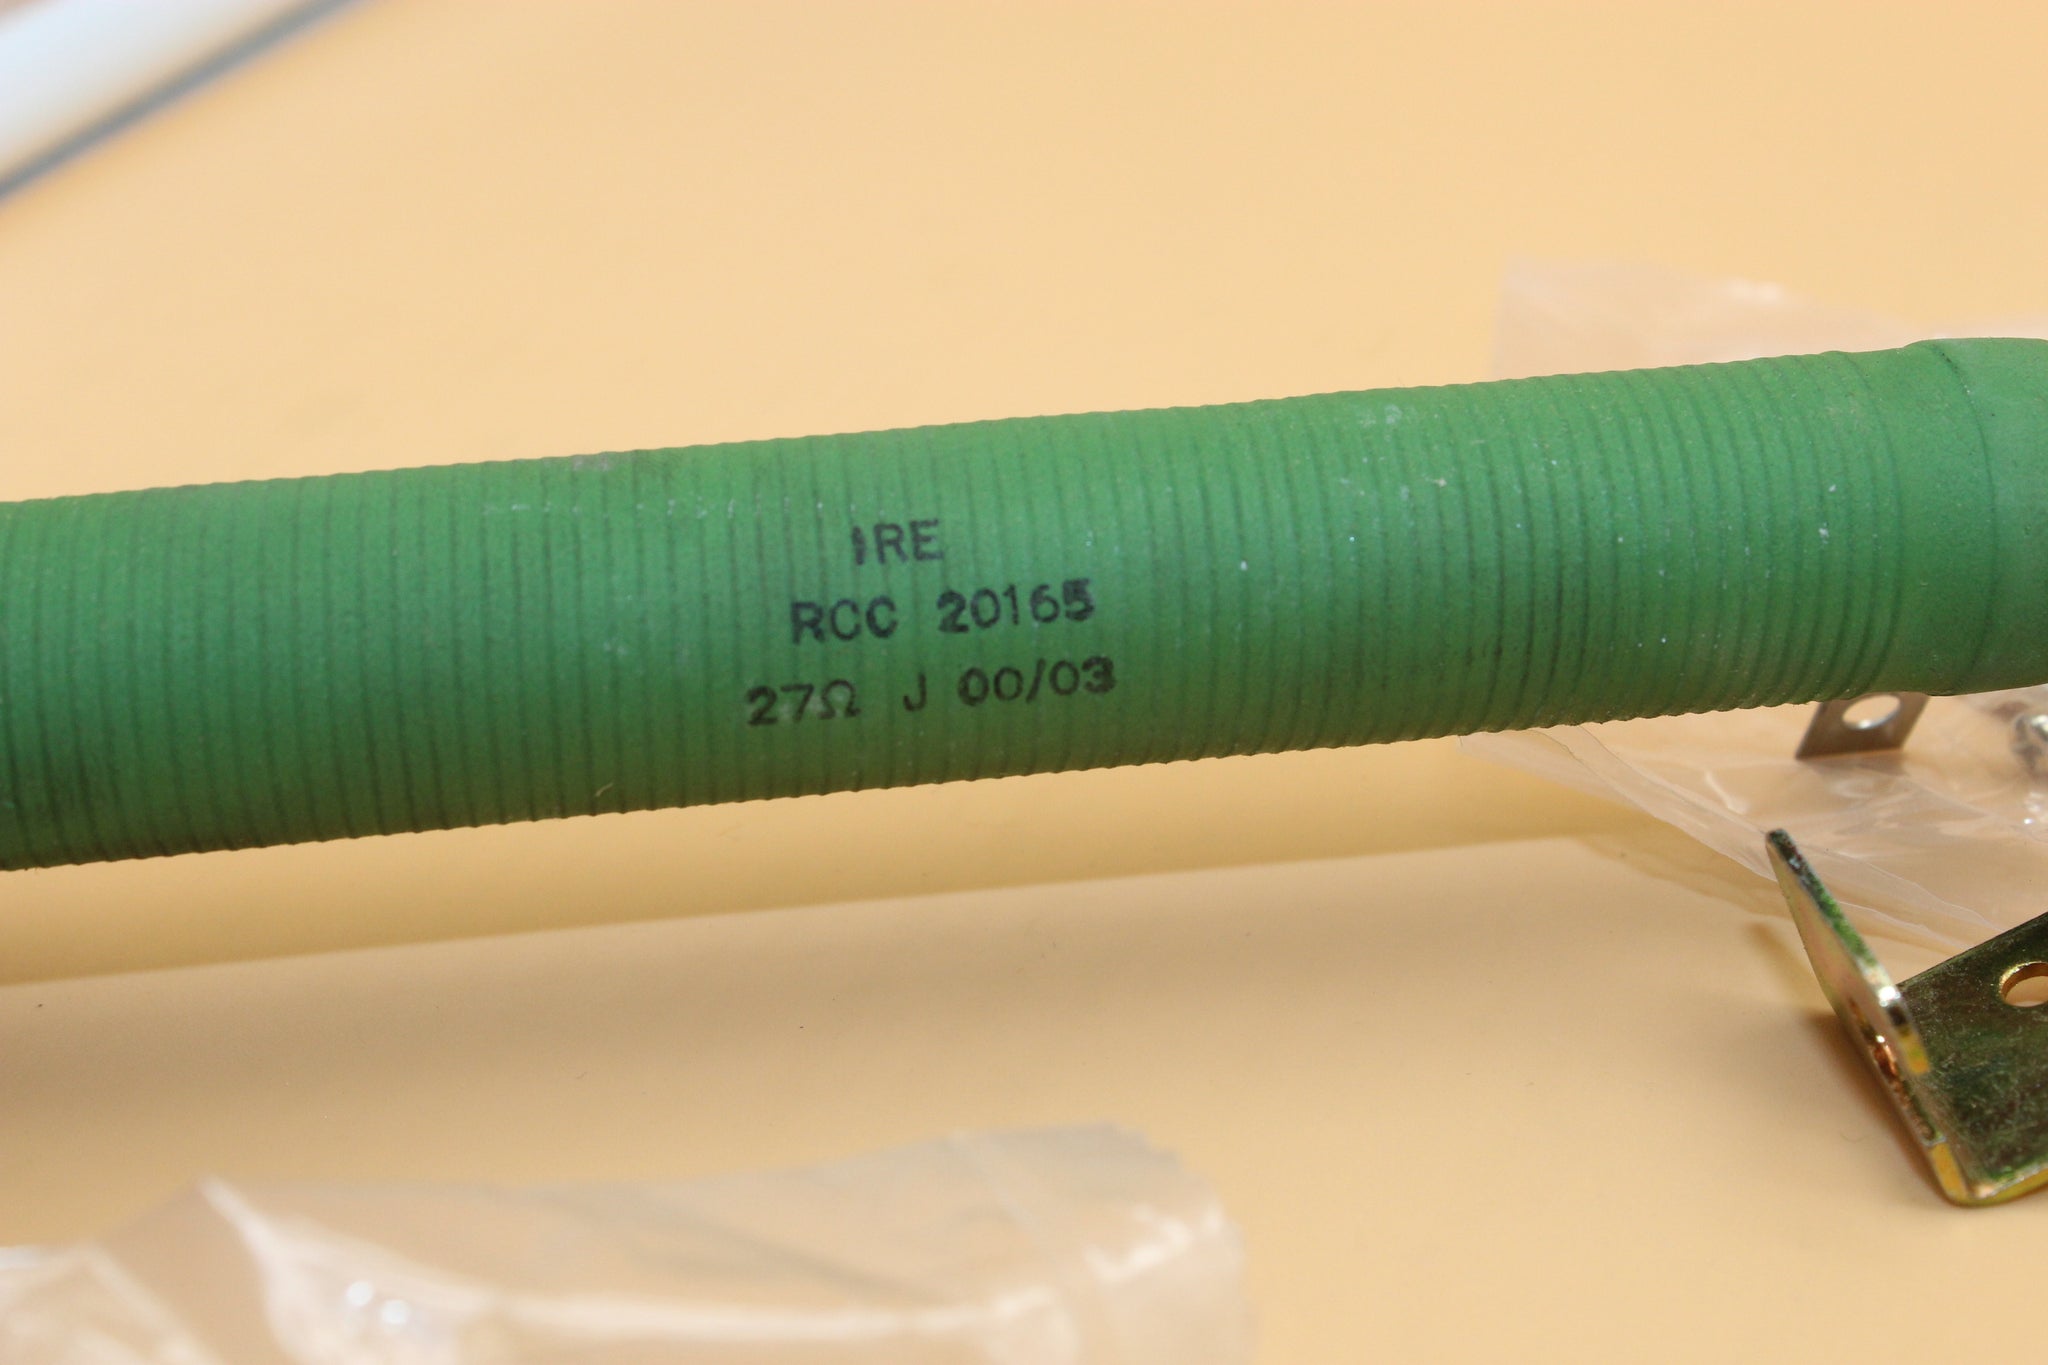 IRE
RCC 20165
27Ω J 00/03